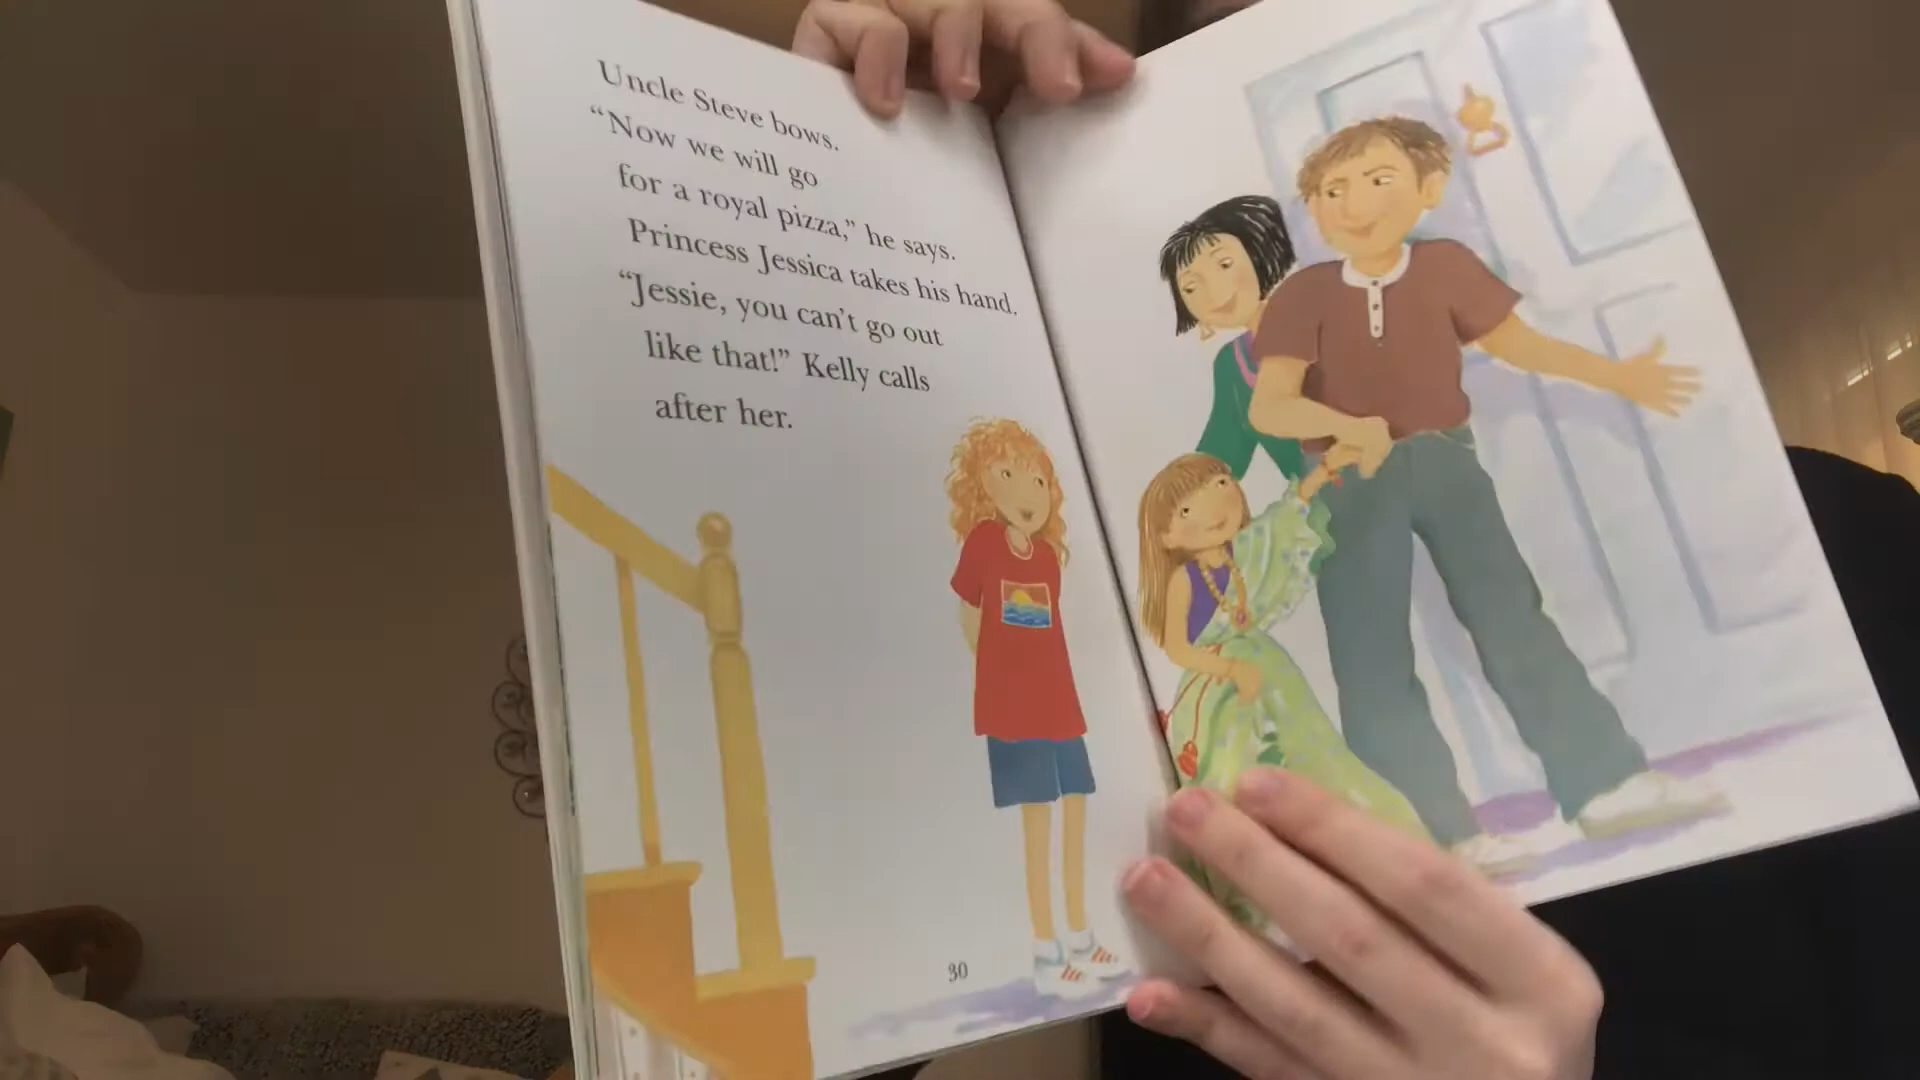 Uncle Steve bows.
“Now we will go
for a royal pizza,” he says.
Princess Jessica takes his hand.
“Jessie, you can’t go out
like that!” Kelly calls
after her.
30